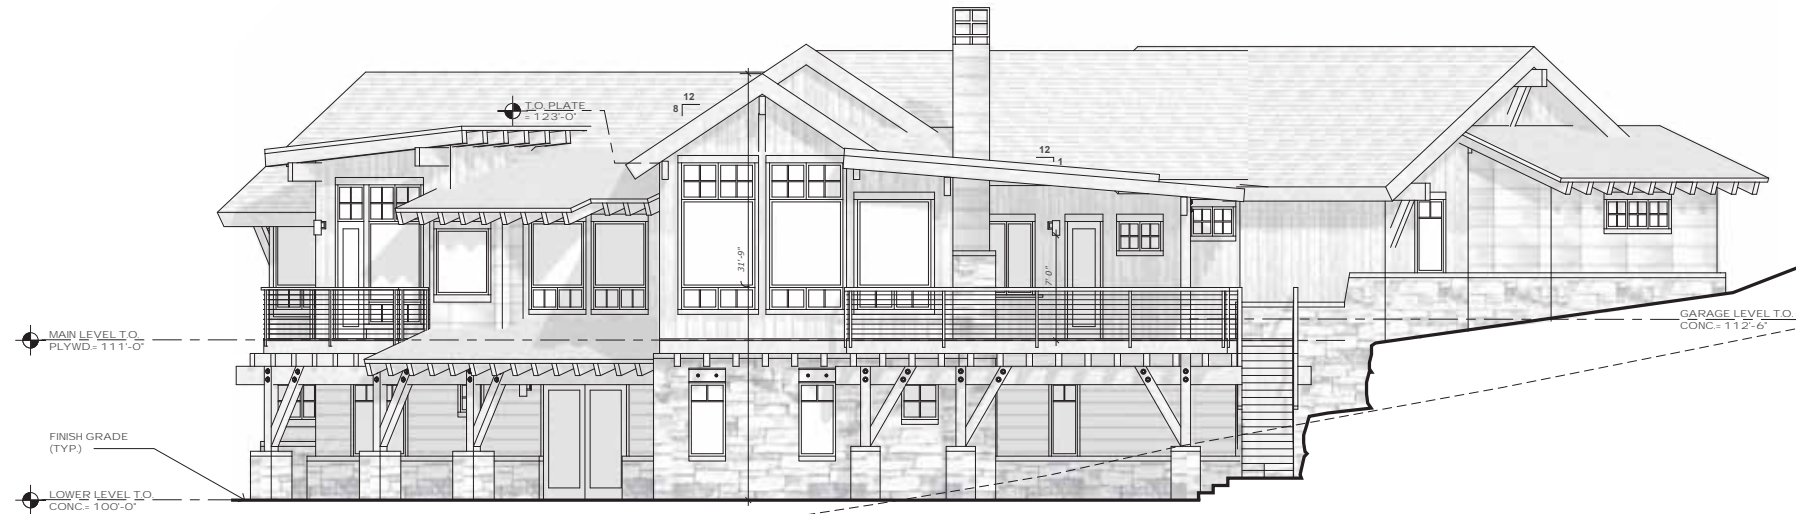 12
8
T.O. PLATE
= 123'-0"
12
1
31'-9"
7'-0"
GARAGE LEVEL T.O.
CONC.= 112'-6"
MAIN LEVEL T.O.
PLYWD.= 111'-0"
FINISH GRADE
(TYP.)
LOWER LEVEL T.O.
CONC.= 100'-0"